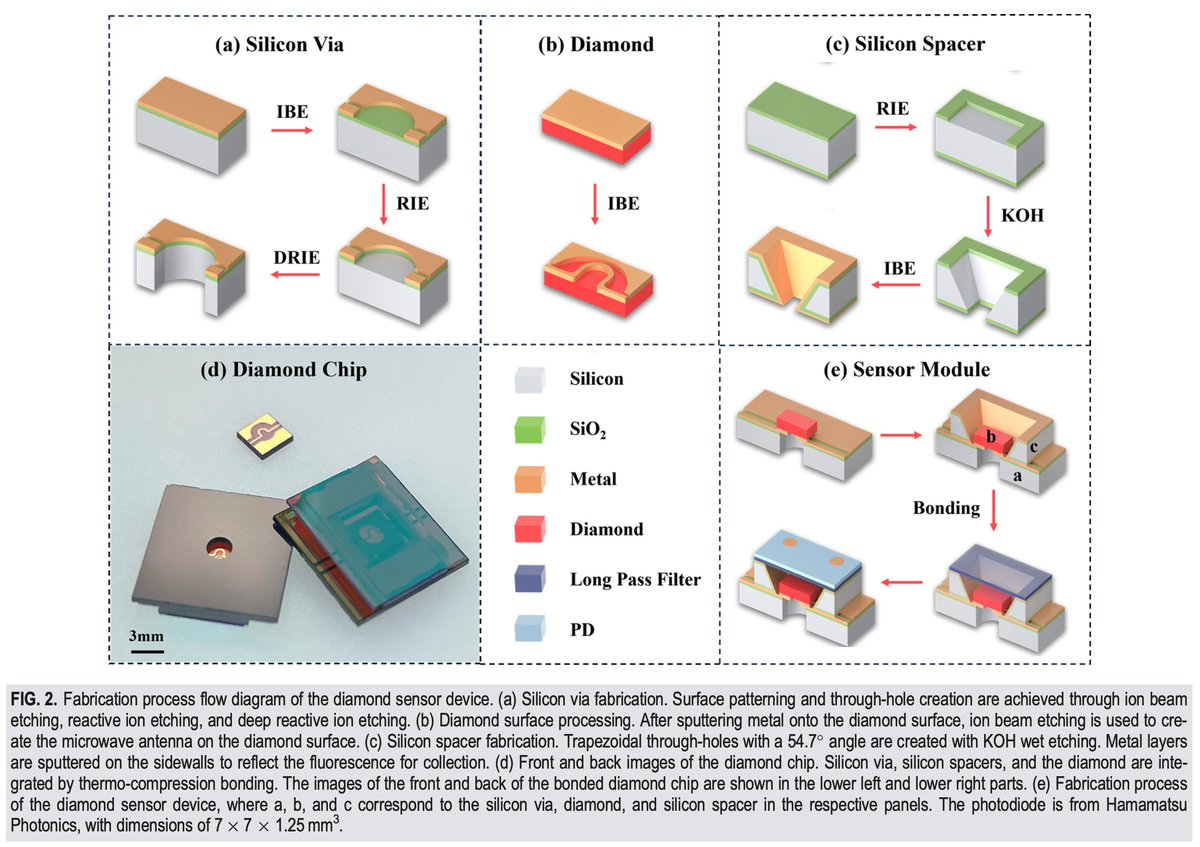 (a) Silicon Via
IBE
RIE
DRIE
(b) Diamond
IBE
(c) Silicon Spacer
RIE
KOH
IBE
(d) Diamond Chip
3mm
Silicon
SiO₂
Metal
Diamond
Long Pass Filter
PD
(e) Sensor Module
b
c
a
Bonding
FIG. 2. Fabrication process flow diagram of the diamond sensor device. (a) Silicon via fabrication. Surface patterning and through-hole creation are achieved through ion beam
etching, reactive ion etching, and deep reactive ion etching. (b) Diamond surface processing. After sputtering metal onto the diamond surface, ion beam etching is used to cre-
ate the microwave antenna on the diamond surface. (c) Silicon spacer fabrication. Trapezoidal through-holes with a 54.7° angle are created with KOH wet etching. Metal layers
are sputtered on the sidewalls to reflect the fluorescence for collection. (d) Front and back images of the diamond chip. Silicon via, silicon spacers, and the diamond are inte-
grated by thermo-compression bonding. The images of the front and back of the bonded diamond chip are shown in the lower left and lower right parts. (e) Fabrication process
of the diamond sensor device, where a, b, and c correspond to the silicon via, diamond, and silicon spacer in the respective panels. The photodiode is from Hamamatsu
Photonics, with dimensions of 7 × 7 × 1.25 mm³.